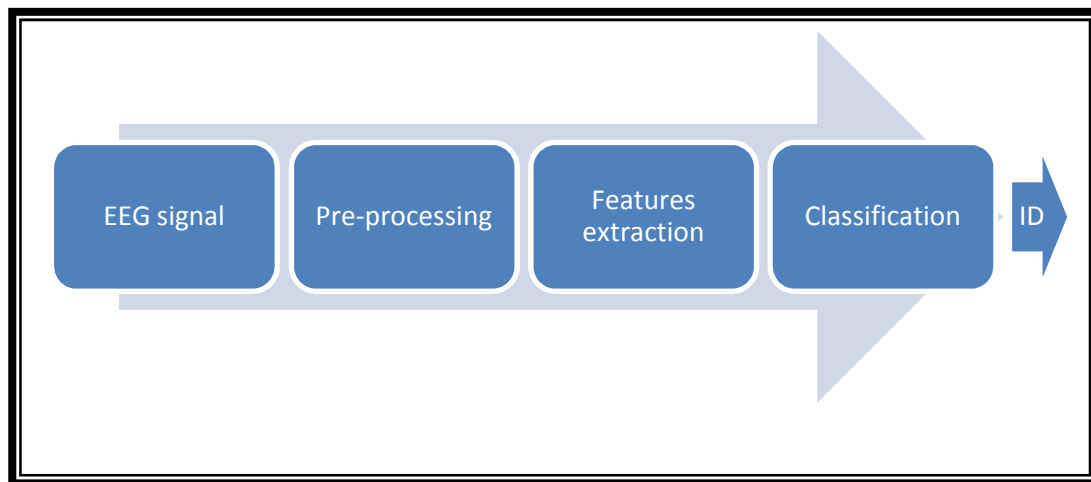 EEG signal
Pre-processing
Features
extraction
Classification
ID